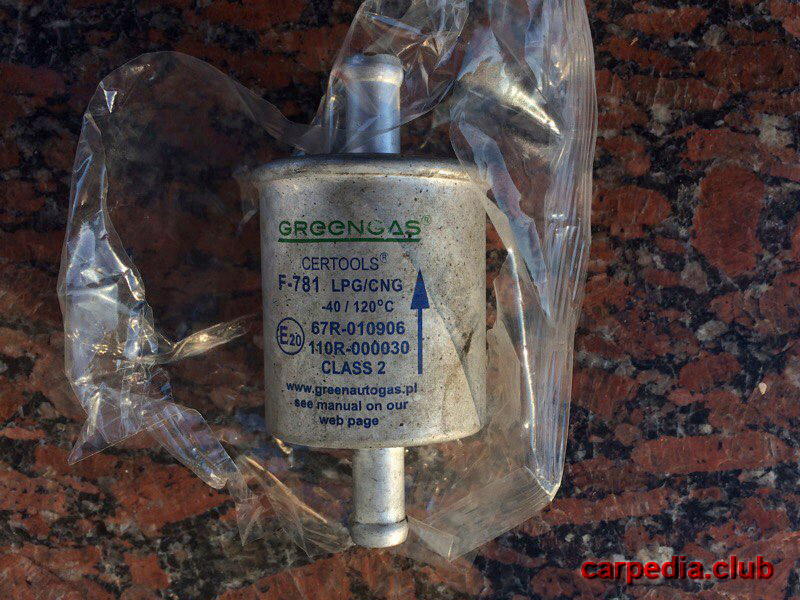 GREENGAS®
CERTOOLS®
F-781 LPG/CNG
-40 / 120°C
E20 67R-010906
110R-000030
CLASS 2
www.greenautogas.pl
see manual on our
web page
carpedia.club